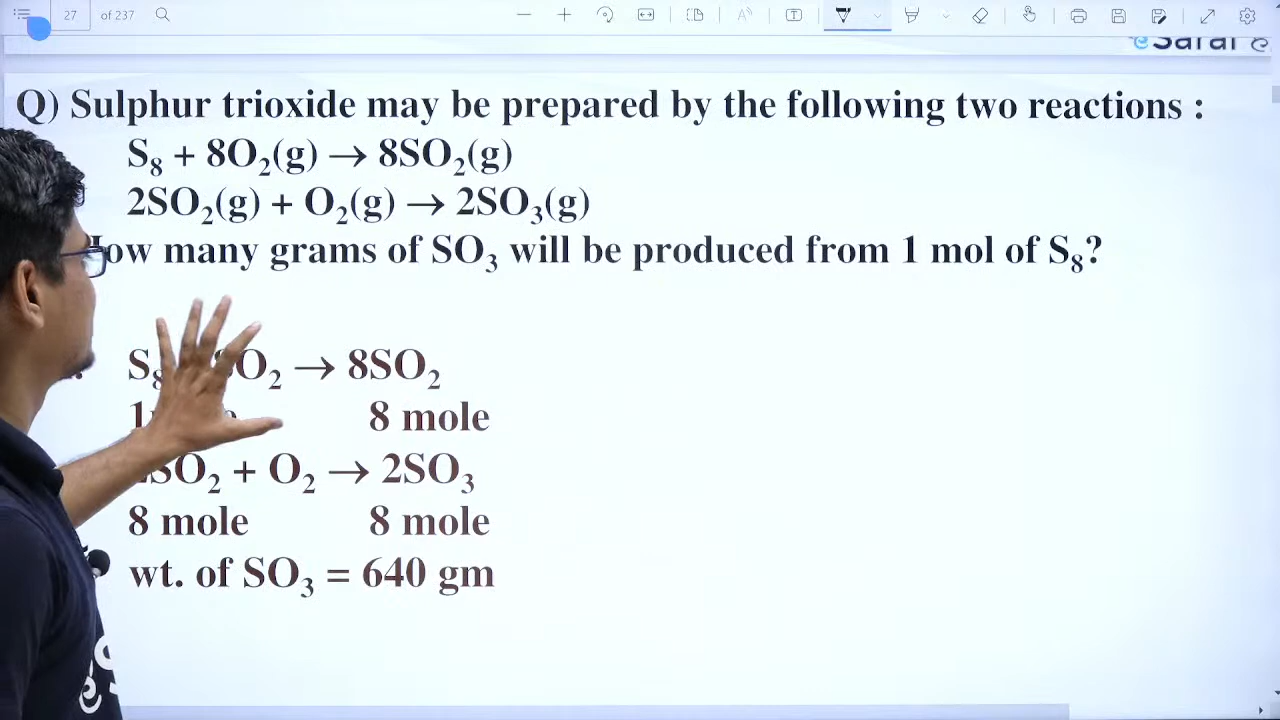 27 of 237
eSaral
Q) Sulphur trioxide may be prepared by the following two reactions :
S₈ + 8O₂(g) → 8SO₂(g)
2SO₂(g) + O₂(g) → 2SO₃(g)
How many grams of SO₃ will be produced from 1 mol of S₈?
S₈ O₂ → 8SO₂
8 mole
SO₂ + O₂ → 2SO₃
8 mole 8 mole
wt. of SO₃ = 640 gm